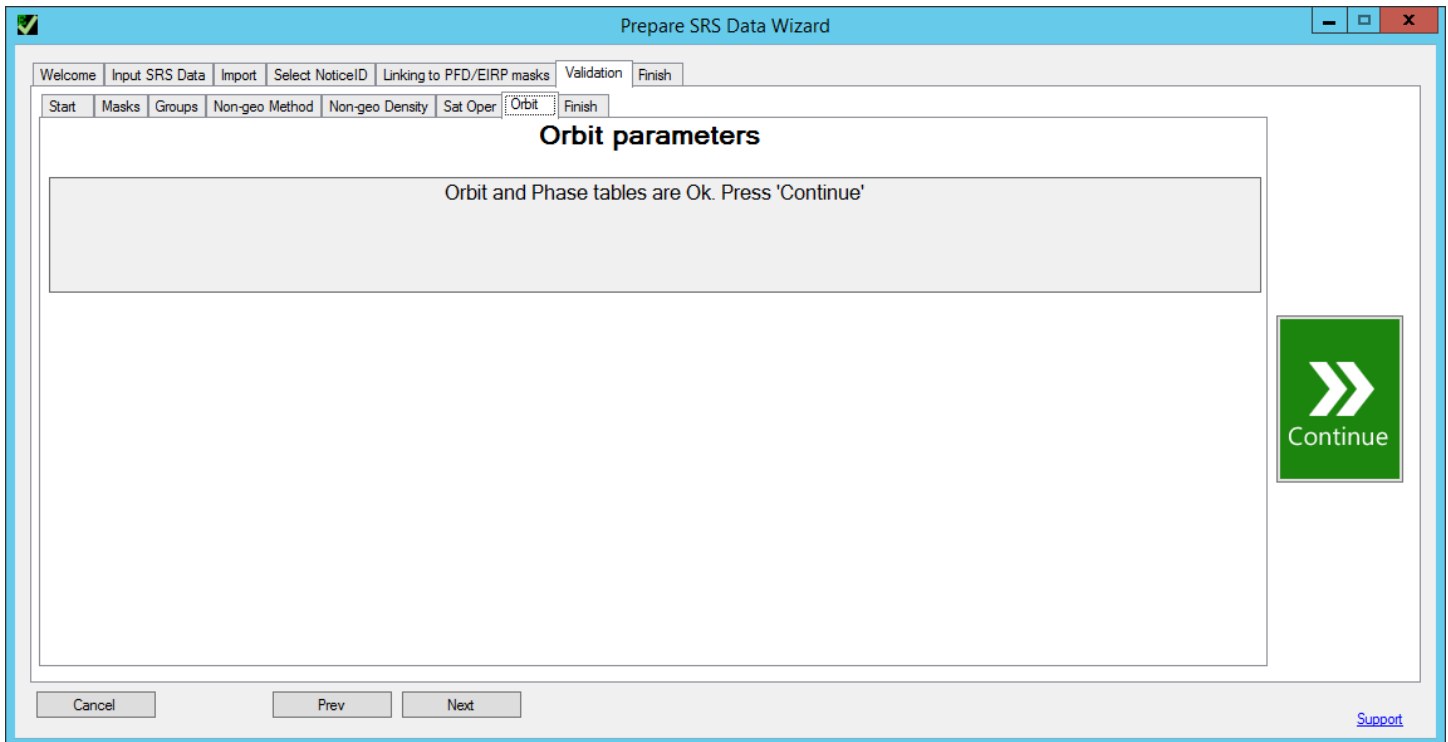 Prepare SRS Data Wizard
Welcome Input SRS Data Import Select NoticeID Linking to PFD/EIRP masks Validation Finish
Start Masks Groups Non-geo Method Non-geo Density Sat Oper Orbit Finish
Orbit parameters
Orbit and Phase tables are Ok. Press 'Continue'
Continue
Cancel Prev Next
Support